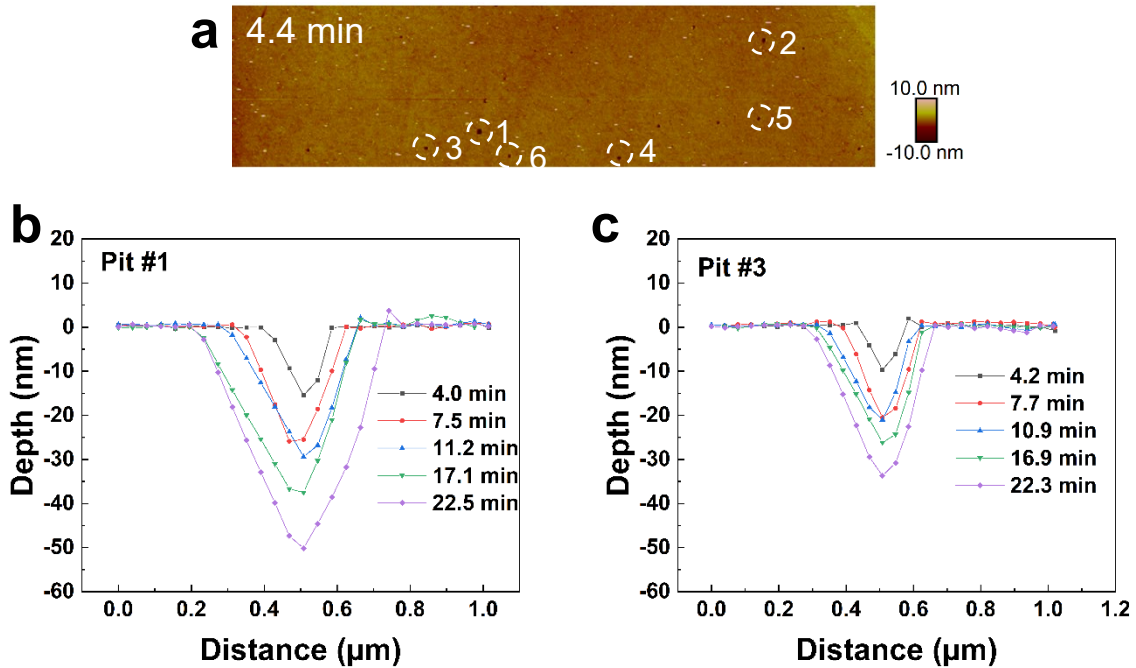 a
4.4 min
2
5
1
3
6
4
10.0 nm
-10.0 nm
b
Pit #1
20
10
0
-10
-20
-30
-40
-50
-60
Depth (nm)
4.0 min
7.5 min
11.2 min
17.1 min
22.5 min
0.0
0.2
0.4
0.6
0.8
1.0
Distance (µm)
c
Pit #3
20
10
0
-10
-20
-30
-40
-50
-60
Depth (nm)
4.2 min
7.7 min
10.9 min
16.9 min
22.3 min
0.0
0.2
0.4
0.6
0.8
1.0
1.2
Distance (µm)